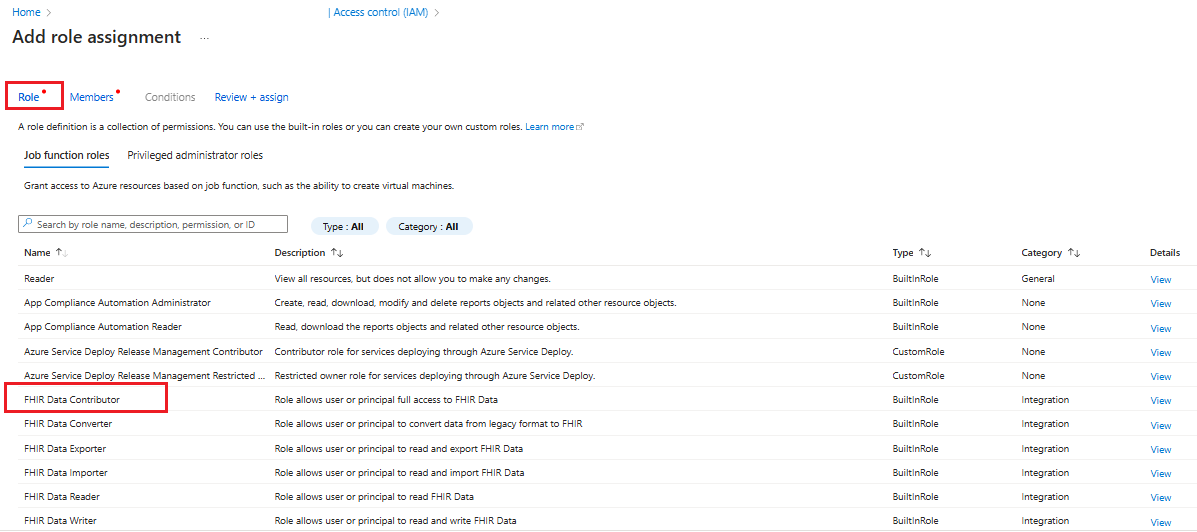 Home >
| Access control (IAM) >
Add role assignment ...
Role Members Conditions Review + assign
A role definition is a collection of permissions. You can use the built-in roles or you can create your own custom roles. Learn more
Job function roles Privileged administrator roles
Grant access to Azure resources based on job function, such as the ability to create virtual machines.
Search by role name, description, permission, or ID Type : All Category : All
Name ↑↓ Description ↑↓ Type ↑↓ Category ↑↓ Details
Reader View all resources, but does not allow you to make any changes. BuiltInRole General View
App Compliance Automation Administrator Create, read, download, modify and delete reports objects and related other resource objects. BuiltInRole None View
App Compliance Automation Reader Read, download the reports objects and related other resource objects. BuiltInRole None View
Azure Service Deploy Release Management Contributor Contributor role for services deploying through Azure Service Deploy. CustomRole None View
Azure Service Deploy Release Management Restricted ... Restricted owner role for services deploying through Azure Service Deploy. CustomRole None View
FHIR Data Contributor Role allows user or principal full access to FHIR Data BuiltInRole Integration View
FHIR Data Converter Role allows user or principal to convert data from legacy format to FHIR BuiltInRole Integration View
FHIR Data Exporter Role allows user or principal to read and export FHIR Data BuiltInRole Integration View
FHIR Data Importer Role allows user or principal to read and import FHIR Data BuiltInRole Integration View
FHIR Data Reader Role allows user or principal to read FHIR Data BuiltInRole Integration View
FHIR Data Writer Role allows user or principal to read and write FHIR Data BuiltInRole Integration View